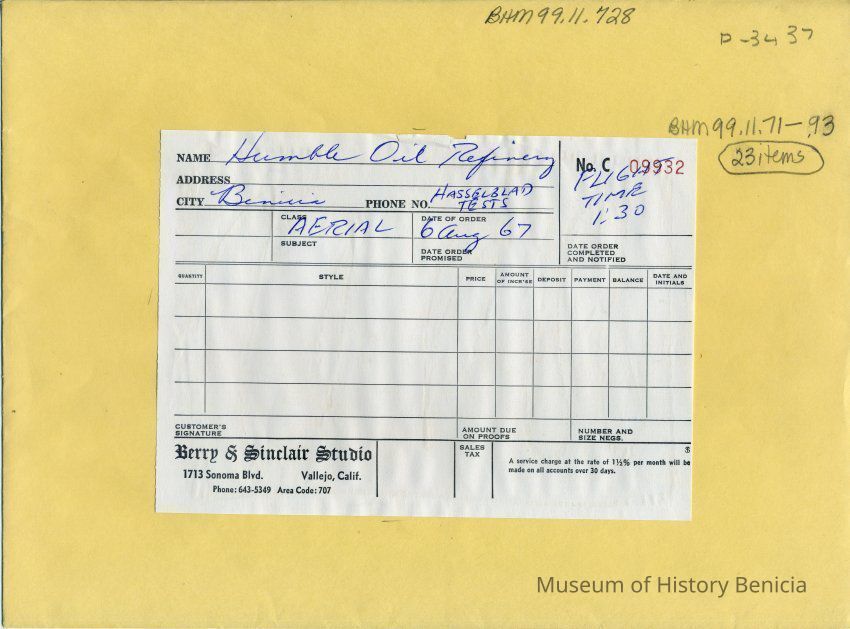 BHM99.11.728
P-3437
BHM99.11.71-.93
23 items
NAME Humble Oil Refinery
No. C 09932
ADDRESS
FLIGHT
TIME
1:30
CITY Benicia PHONE NO. HASSELBLAD
TESTS
CLASS AERIAL
DATE OF ORDER
6 Aug 67
SUBJECT
DATE ORDER
PROMISED
DATE ORDER
COMPLETED
AND NOTIFIED
QUANTITY STYLE PRICE AMOUNT
OF INCR'SE DEPOSIT PAYMENT BALANCE DATE AND
INITIALS
CUSTOMER'S
SIGNATURE
AMOUNT DUE
ON PROOFS
NUMBER AND
SIZE NEGS.
Berry & Sinclair Studio
1713 Sonoma Blvd. Vallejo, Calif.
Phone: 643-5349 Area Code: 707
SALES
TAX
$
A service charge at the rate of 1½% per month will be
made on all accounts over 30 days.
Museum of History Benicia